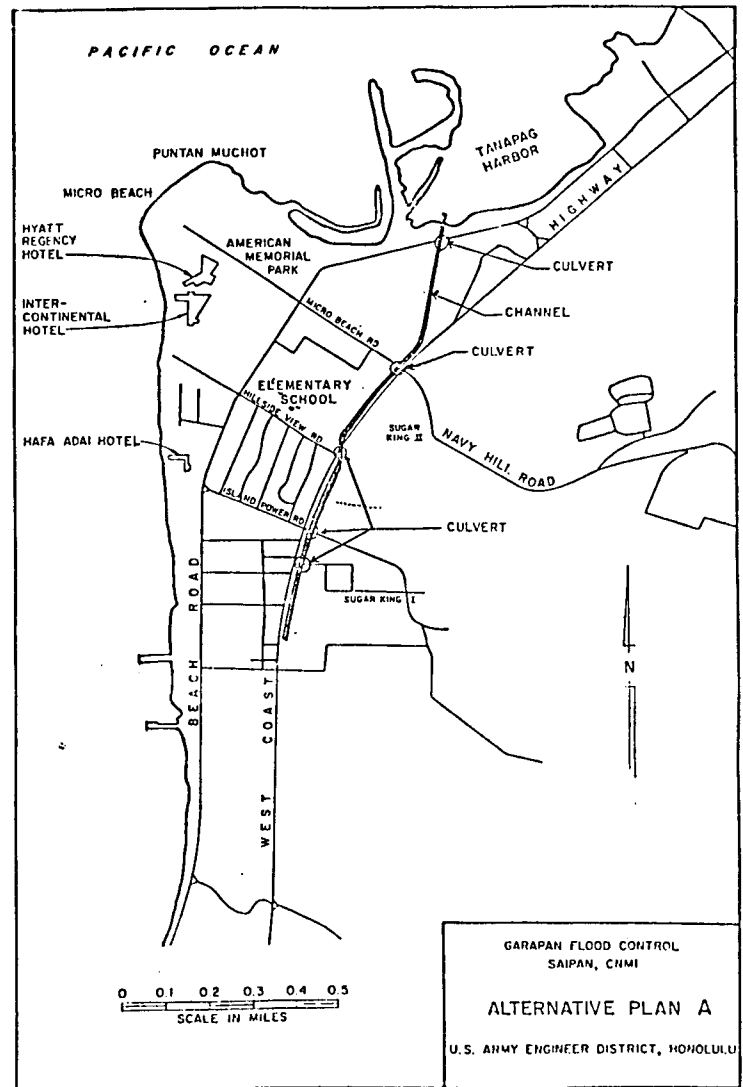 PACIFIC OCEAN
PUNTAN MUCHOT
MICRO BEACH
TANAPAG
HARBOR
HIGHWAY
HYATT
REGENCY
HOTEL
AMERICAN
MEMORIAL
PARK
CULVERT
INTER-
CONTINENTAL
HOTEL
CHANNEL
MICRO BEACH RD
CULVERT
ELEMENTARY
SCHOOL
HILLSIDE VIEW RD
SUGAR
KING II
NAVY HILL ROAD
HAFA ADAI HOTEL
ISLAND POWER RD
CULVERT
SUGAR KING I
BEACH ROAD
WEST COAST
N
0 0.1 0.2 0.3 0.4 0.5
SCALE IN MILES
GARAPAN FLOOD CONTROL
SAIPAN, CNMI
ALTERNATIVE PLAN A
U.S. ARMY ENGINEER DISTRICT, HONOLULU